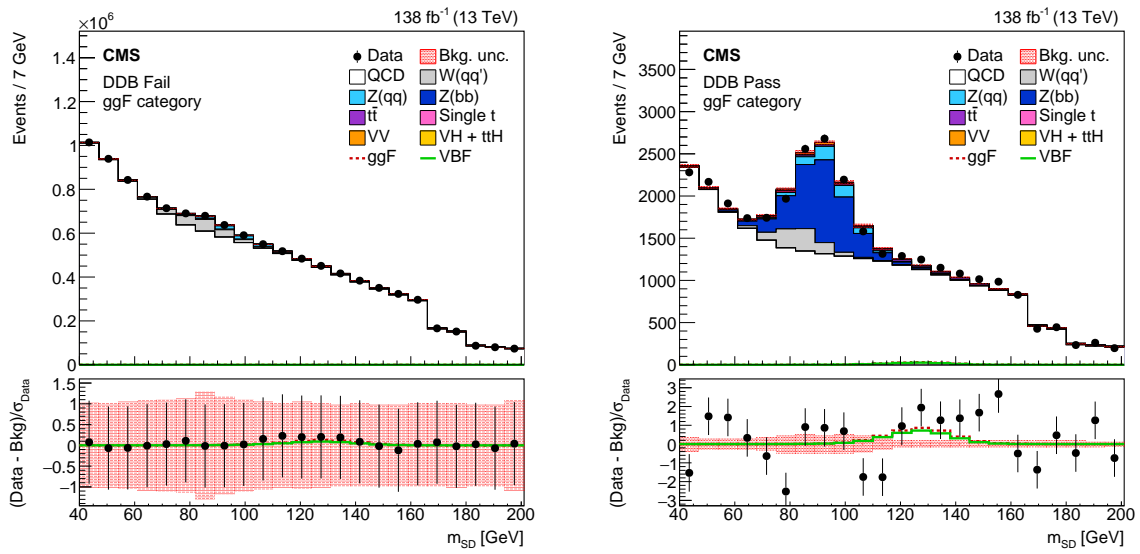 138 fb⁻¹ (13 TeV)
×10⁶
Events / 7 GeV
CMS
DDB Fail
ggF category
Data
Bkg. unc.
QCD
W(qq')
Z(qq)
Z(bb)
tt̄
Single t
VV
VH + ttH
ggF
VBF
1.4
1.2
1
0.8
0.6
0.4
0.2
0
(Data - Bkg)/σ_Data
1.5
1
0.5
0
−0.5
−1
40 60 80 100 120 140 160 180 200
m_SD [GeV]
138 fb⁻¹ (13 TeV)
Events / 7 GeV
CMS
DDB Pass
ggF category
Data
Bkg. unc.
QCD
W(qq')
Z(qq)
Z(bb)
tt̄
Single t
VV
VH + ttH
ggF
VBF
3500
3000
2500
2000
1500
1000
500
0
(Data - Bkg)/σ_Data
3
2
1
0
−1
−2
−3
40 60 80 100 120 140 160 180 200
m_SD [GeV]